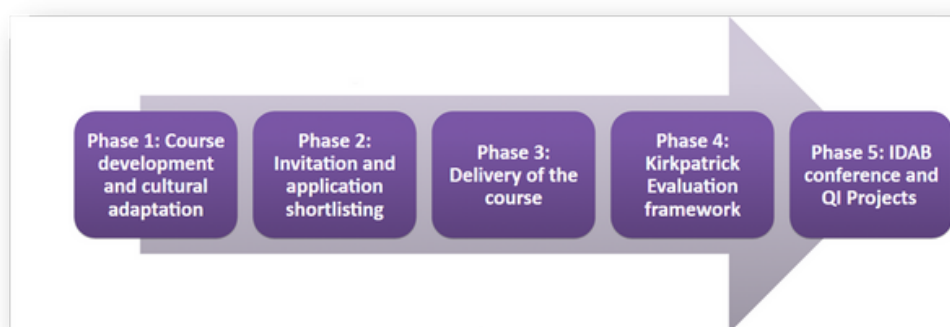 Phase 1: Course
development
and cultural
adaptation
Phase 2:
Invitation and
application
shortlisting
Phase 3:
Delivery of the
course
Phase 4:
Kirkpatrick
Evaluation
framework
Phase 5: IDAB
conference and
QI Projects